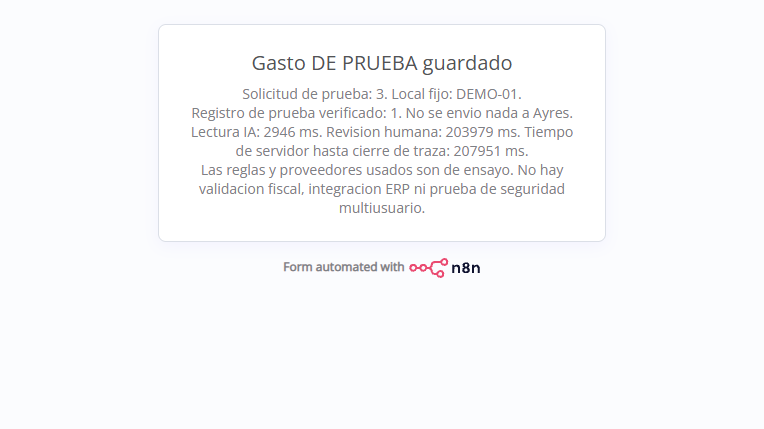 Gasto DE PRUEBA guardado
Solicitud de prueba: 3. Local fijo: DEMO-01.
Registro de prueba verificado: 1. No se envio nada a Ayres.
Lectura IA: 2946 ms. Revision humana: 203979 ms. Tiempo
de servidor hasta cierre de traza: 207951 ms.
Las reglas y proveedores usados son de ensayo. No hay
validacion fiscal, integracion ERP ni prueba de seguridad
multiusuario.
Form automated with n8n